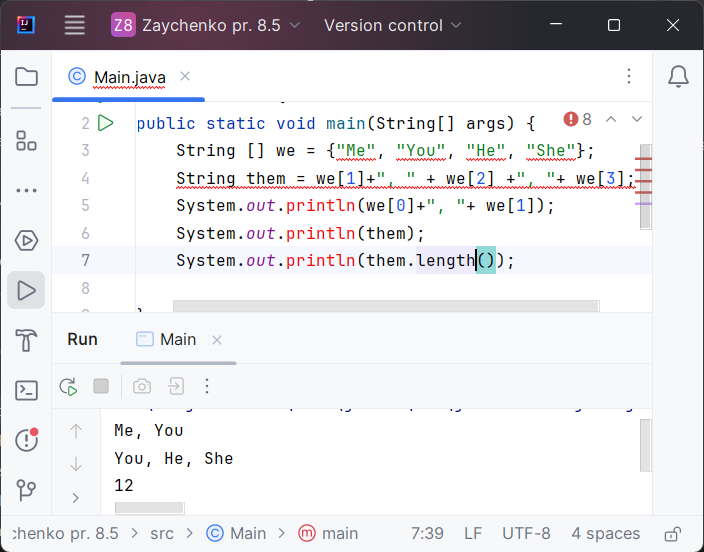 Z8 Zaychenko pr. 8.5 Version control
Main.java
2 public static void main(String[] args) { 8
3 String [] we = {"Me", "You", "He", "She"};
4 String them = we[1]+", " + we[2] +", "+ we[3];
5 System.out.println(we[0]+", "+ we[1]);
6 System.out.println(them);
7 System.out.println(them.length());
8
Run Main
Me, You
You, He, She
12
chenko pr. 8.5 > src > Main > main 7:39 LF UTF-8 4 spaces